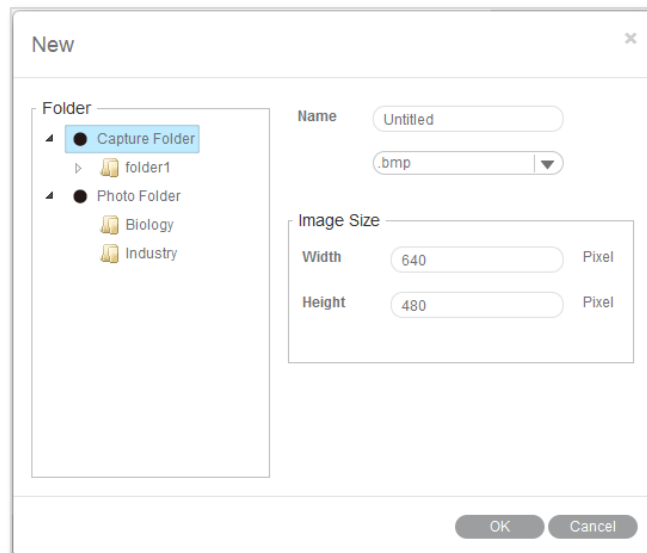 New
Folder
Capture Folder
folder1
Photo Folder
Biology
Industry
Name
Untitled
.bmp
Image Size
Width
640
Pixel
Height
480
Pixel
OK
Cancel